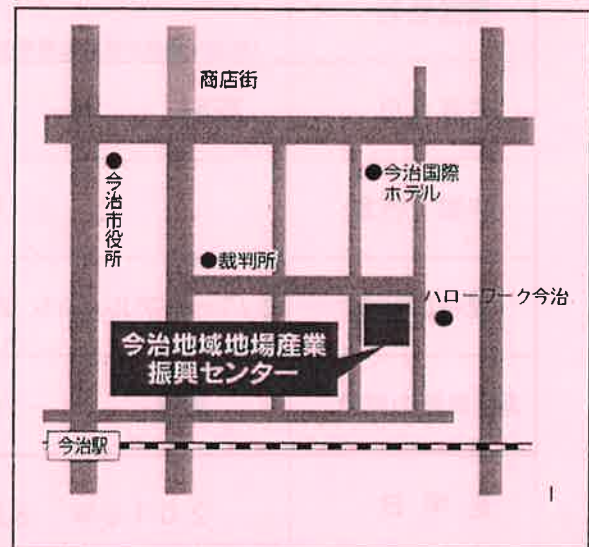 商店街
今治市役所
今治国際
ホテル
裁判所
ハローワーク今治
今治地域地場産業
振興センター
今治駅